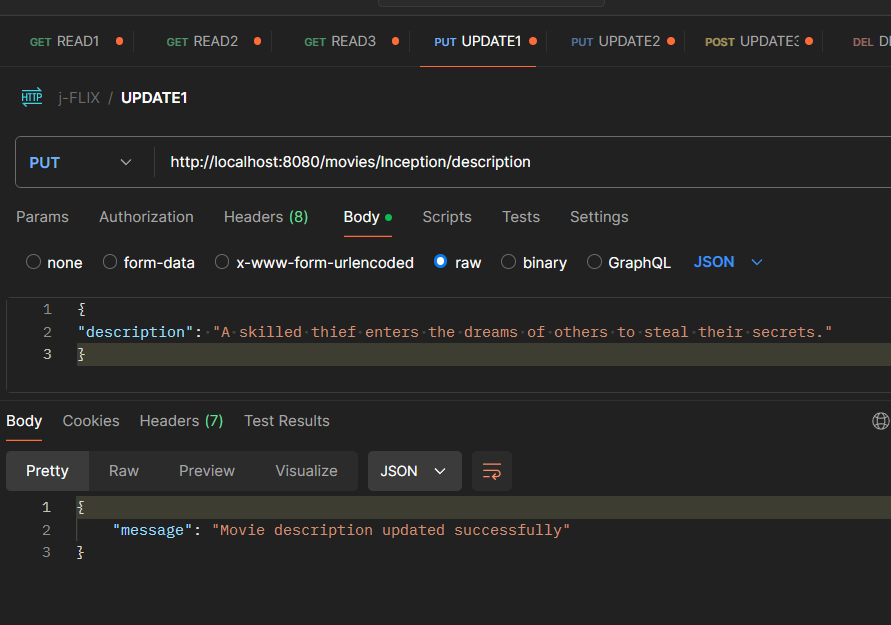 GET READ1 GET READ2 GET READ3 PUT UPDATE1 PUT UPDATE2 POST UPDATE3 DEL
HTTP j-FLIX / UPDATE1
PUT http://localhost:8080/movies/Inception/description
Params Authorization Headers (8) Body Scripts Tests Settings
none form-data x-www-form-urlencoded raw binary GraphQL JSON
1 {
2 "description": "A skilled thief enters the dreams of others to steal their secrets."
3 }
Body Cookies Headers (7) Test Results
Pretty Raw Preview Visualize JSON
1 {
2 "message": "Movie description updated successfully"
3 }